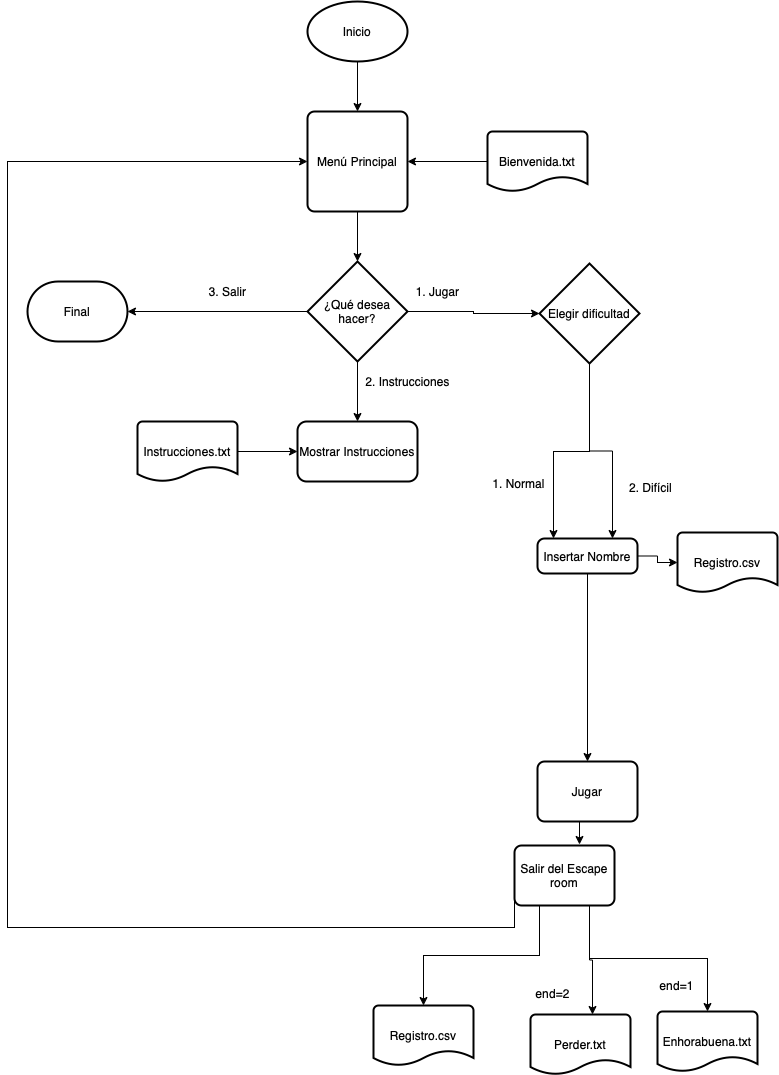 Inicio
Menú Principal
Bienvenida.txt
3. Salir
1. Jugar
Final
¿Qué desea
hacer?
Elegir dificultad
2. Instrucciones
Instrucciones.txt
Mostrar Instrucciones
1. Normal
2. Difícil
Insertar Nombre
Registro.csv
Jugar
Salir del Escape
room
end=2
end=1
Registro.csv
Perder.txt
Enhorabuena.txt